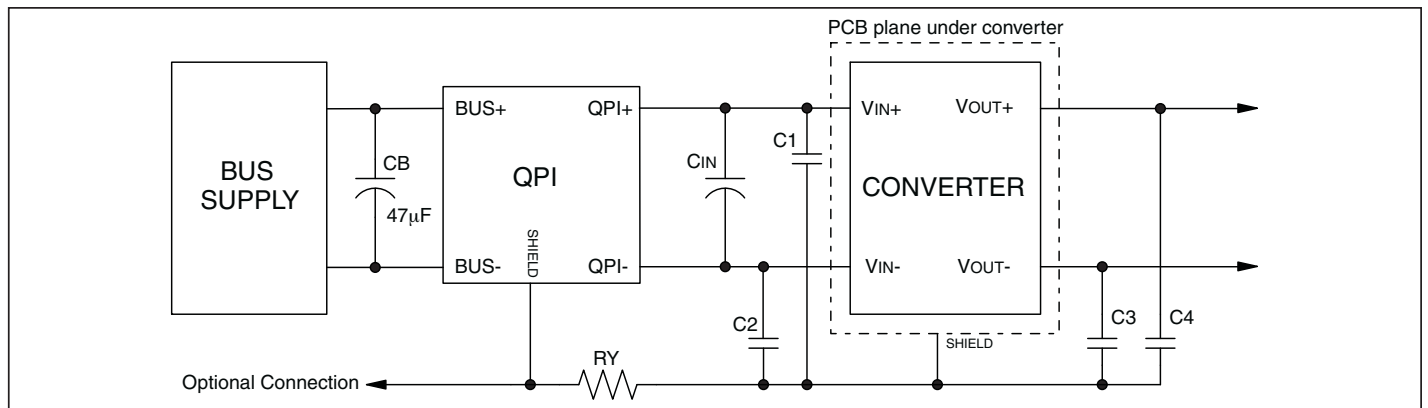 PCB plane under converter
BUS
SUPPLY
CB
47µF
BUS+
QPI+
QPI
SHIELD
BUS-
QPI-
CIN
C1
VIN+
VOUT+
CONVERTER
VIN-
VOUT-
C2
SHIELD
C3
C4
RY
Optional Connection